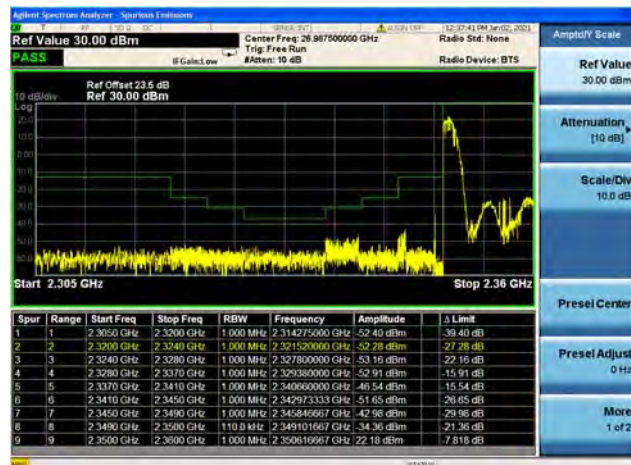 Agilent Spectrum Analyzer - Spurious Emissions
RF 50 Ω DC SENSE:INT ALIGN OFF 12:37:41 PM Jan 02, 2021
Ref Value 30.00 dBm
Center Freq: 26.987500000 GHz
Radio Std: None
Trig: Free Run
PASS
IFGain:Low
#Atten: 10 dB
Radio Device: BTS
Ref Offset 23.5 dB
10 dB/div
Ref 30.00 dBm
Log
20.0
10.0
Start 2.305 GHz
Stop 2.36 GHz
Spur Range Start Freq Stop Freq RBW Frequency Amplitude Δ Limit
1 1 2.3050 GHz 2.3200 GHz 1.000 MHz 2.314275000 GHz -52.40 dBm -39.40 dB
2 2 2.3200 GHz 2.3240 GHz 1.000 MHz 2.321520000 GHz -52.28 dBm -27.28 dB
3 3 2.3240 GHz 2.3280 GHz 1.000 MHz 2.327800000 GHz -53.16 dBm -22.16 dB
4 4 2.3280 GHz 2.3370 GHz 1.000 MHz 2.329380000 GHz -52.91 dBm -15.91 dB
5 5 2.3370 GHz 2.3410 GHz 1.000 MHz 2.340660000 GHz -46.54 dBm -15.54 dB
6 6 2.3410 GHz 2.3450 GHz 1.000 MHz 2.342973333 GHz -51.65 dBm -26.65 dB
7 7 2.3450 GHz 2.3490 GHz 1.000 MHz 2.345846667 GHz -42.98 dBm -29.98 dB
8 8 2.3490 GHz 2.3500 GHz 110.0 kHz 2.349101667 GHz -34.36 dBm -21.36 dB
9 9 2.3500 GHz 2.3600 GHz 1.000 MHz 2.350616667 GHz 22.18 dBm -7.818 dB
Amptd/Y Scale
Ref Value
30.00 dBm
Attenuation
[10 dB]
Scale/Div
10.0 dB
Presel Center
Presel Adjust
0 Hz
More
1 of 2